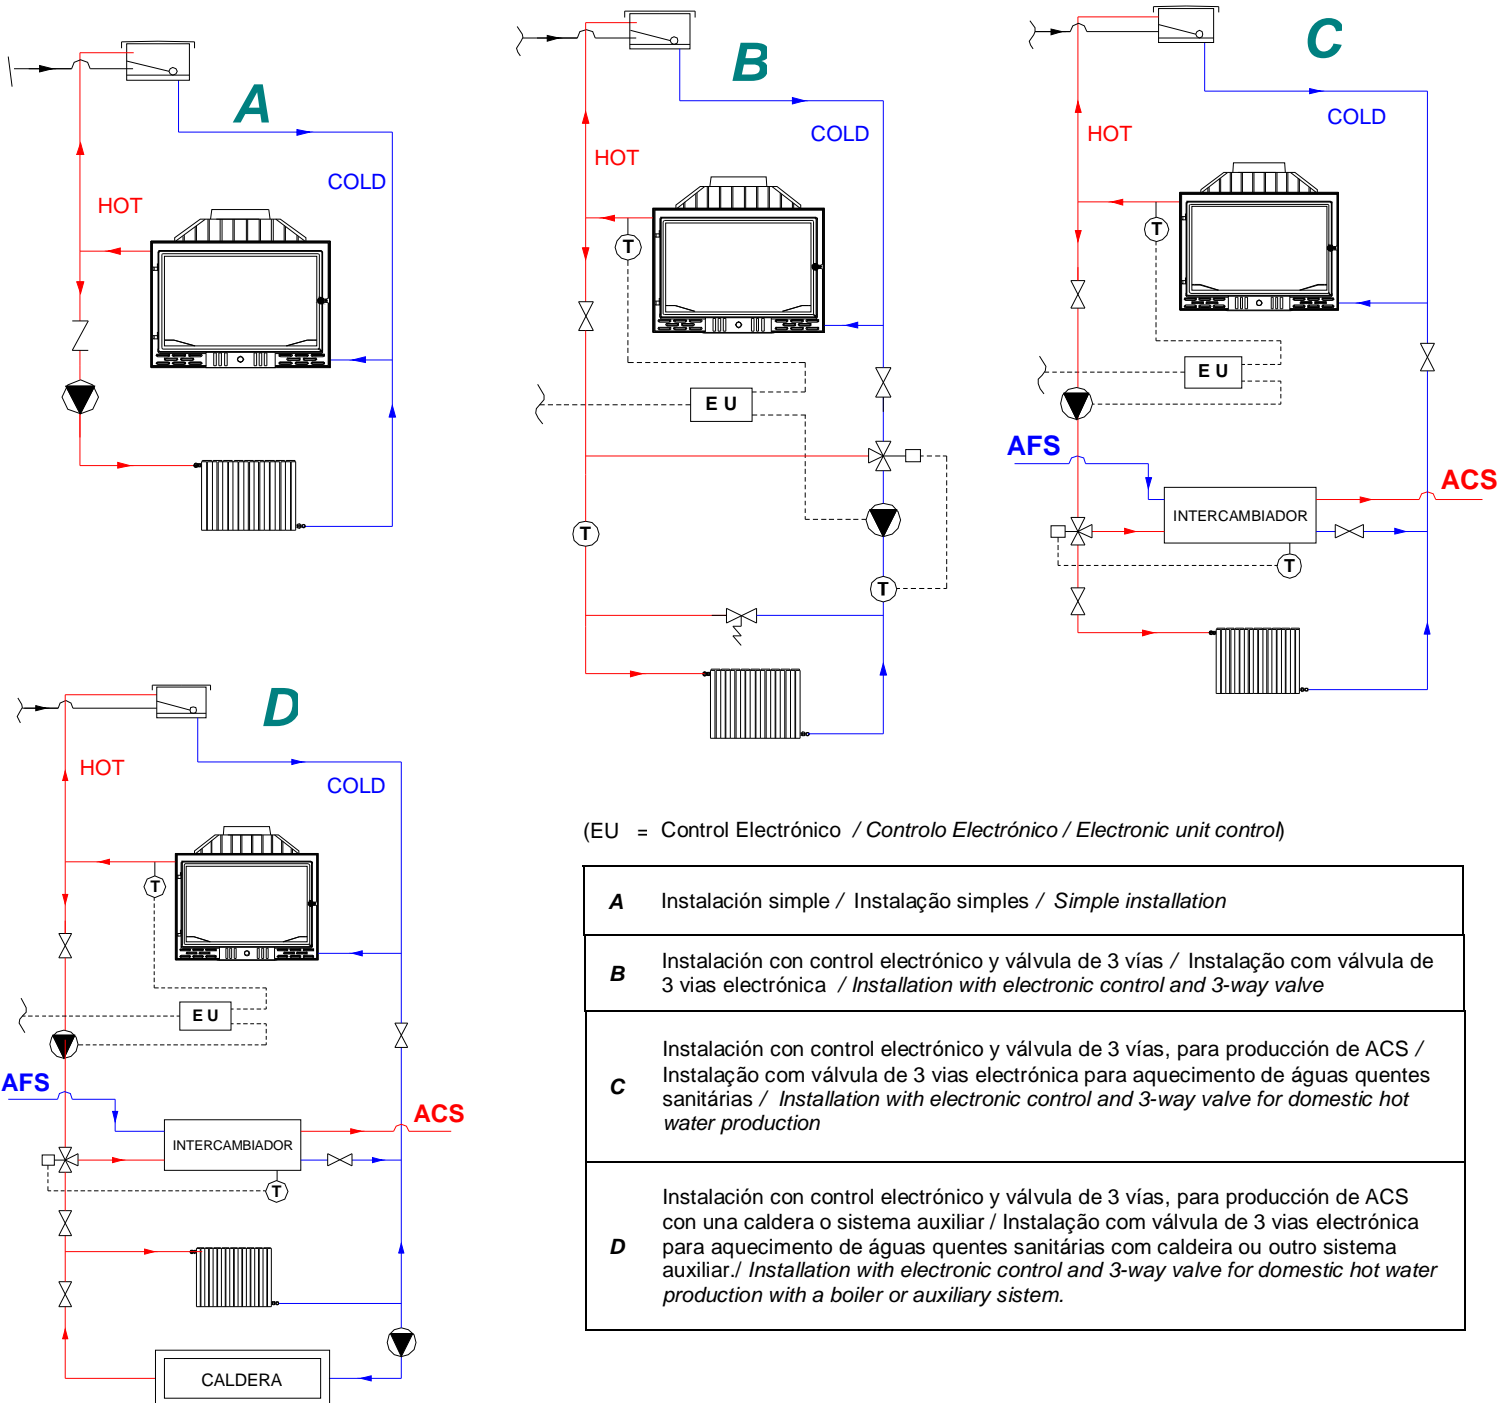 A
HOT
COLD
B
HOT
COLD
T
E U
T
T
C
HOT
COLD
T
E U
AFS
ACS
INTERCAMBIADOR
T
D
HOT
COLD
T
E U
AFS
ACS
INTERCAMBIADOR
T
CALDERA
(EU = Control Electrónico / Controlo Electrónico / Electronic unit control)
A Instalación simple / Instalação simples / Simple installation
B Instalación con control electrónico y válvula de 3 vías / Instalação com válvula de
3 vias electrónica / Installation with electronic control and 3-way valve
C Instalación con control electrónico y válvula de 3 vías, para producción de ACS /
Instalação com válvula de 3 vias electrónica para aquecimento de águas quentes
sanitárias / Installation with electronic control and 3-way valve for domestic hot
water production
D Instalación con control electrónico y válvula de 3 vías, para producción de ACS
con una caldera o sistema auxiliar / Instalação com válvula de 3 vias electrónica
para aquecimento de águas quentes sanitárias com caldeira ou outro sistema
auxiliar./ Installation with electronic control and 3-way valve for domestic hot water
production with a boiler or auxiliary sistem.